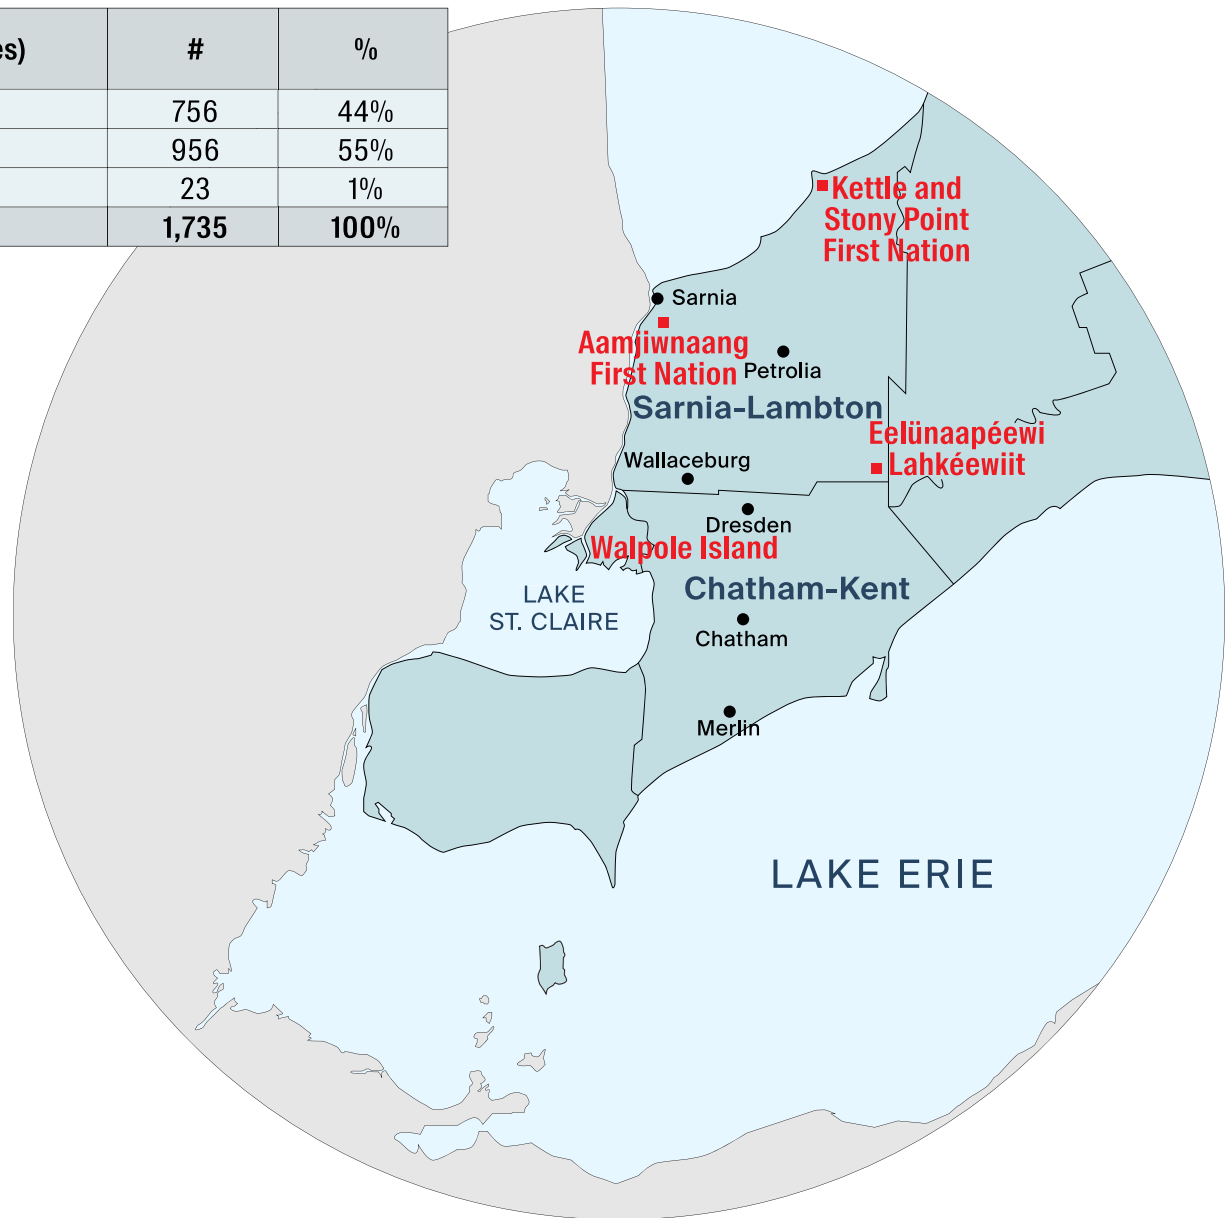 es) # %
756 44%
956 55%
23 1%
1,735 100%
Kettle and
Stony Point
First Nation
Sarnia
Aamjiwnaang
First Nation
Petrolia
Sarnia-Lambton
Eelünaapéewi
Lahkéewiit
Wallaceburg
Dresden
Walpole Island
Chatham-Kent
LAKE
ST. CLAIRE
Chatham
Merlin
LAKE ERIE